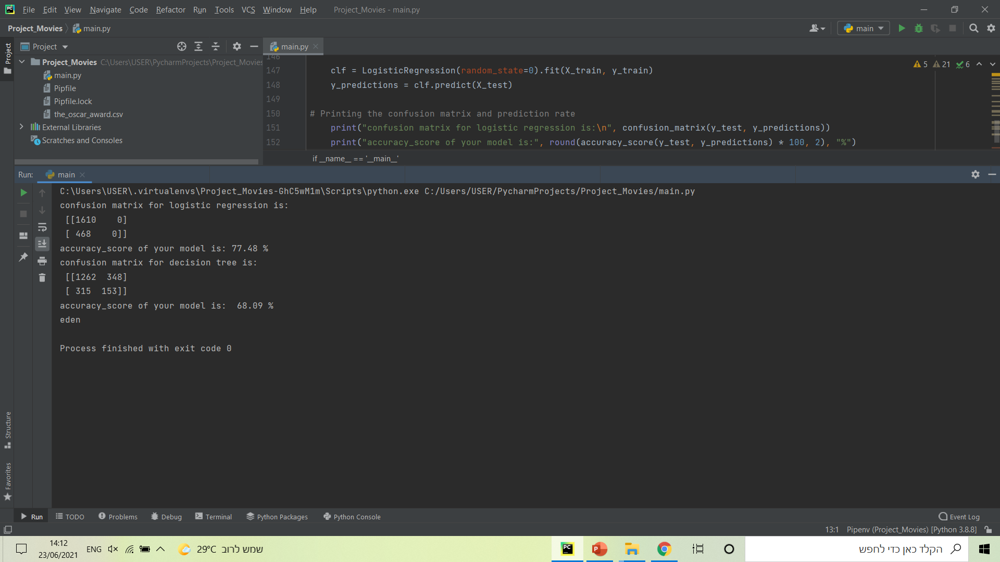 File Edit View Navigate Code Refactor Run Tools VCS Window Help Project_Movies - main.py
Project_Movies main.py
main
Project
Project
main.py
Project_Movies C:\Users\USER\PycharmProjects\Project_Movies
main.py
Pipfile
Pipfile.lock
the_oscar_award.csv
External Libraries
Scratches and Consoles
146
147 clf = LogisticRegression(random_state=0).fit(X_train, y_train)
148 y_predictions = clf.predict(X_test)
149
150 # Printing the confusion matrix and prediction rate
151 print("confusion matrix for logistic regression is:\n", confusion_matrix(y_test, y_predictions))
152 print("accuracy_score of your model is:", round(accuracy_score(y_test, y_predictions) * 100, 2), "%")
5 21 6
if __name__ == '__main__'
Run: main
C:\Users\USER\.virtualenvs\Project_Movies-GhC5wM1m\Scripts\python.exe C:/Users/USER/PycharmProjects/Project_Movies/main.py
confusion matrix for logistic regression is:
[[1610 0]
[ 468 0]]
accuracy_score of your model is: 77.48 %
confusion matrix for decision tree is:
[[1262 348]
[ 315 153]]
accuracy_score of your model is: 68.09 %
eden
Process finished with exit code 0
Structure
Favorites
Run TODO Problems Debug Terminal Python Packages Python Console Event Log
13:1 Pipenv (Project_Movies) [Python 3.8.8]
14:12
23/06/2021
ENG
29°C שמש לרוב
הקלד כאן כדי לחפש